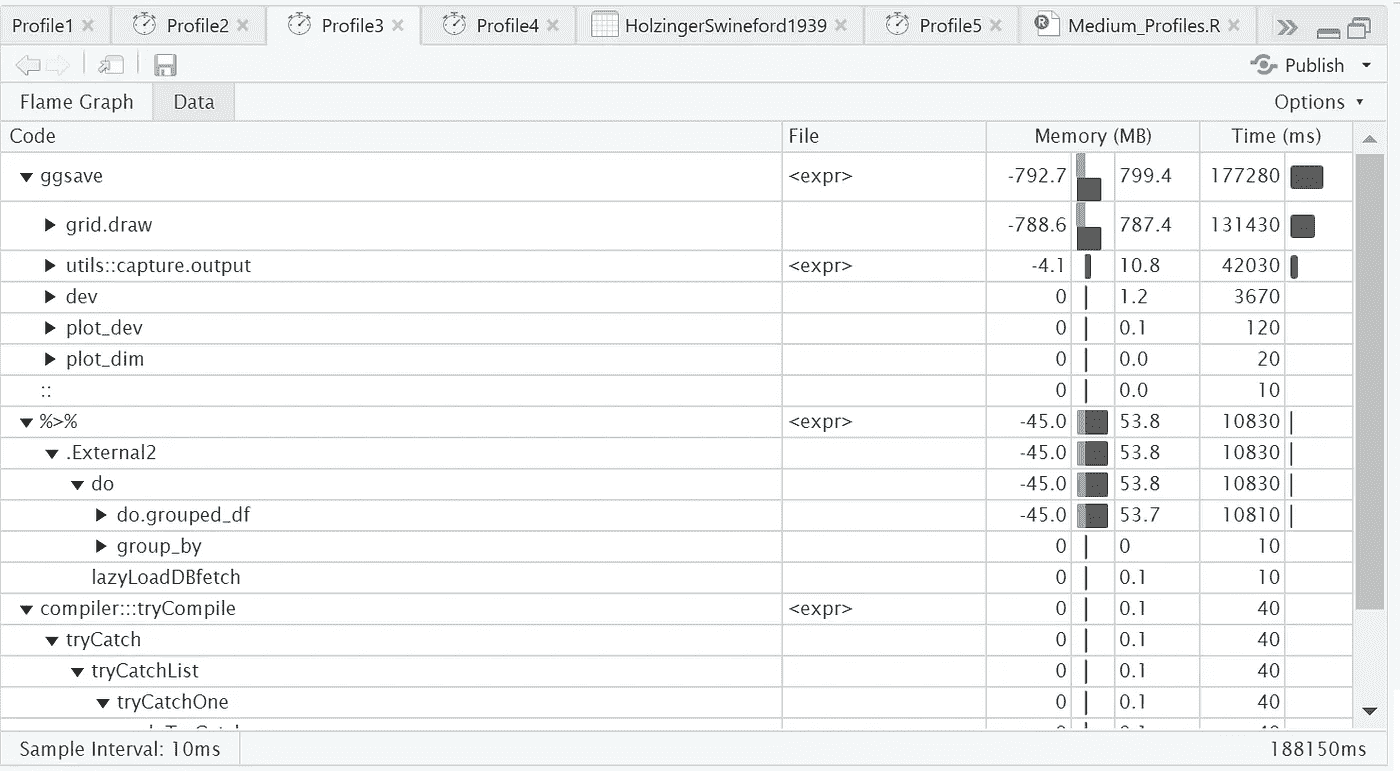 Profile1 Profile2 Profile3 Profile4 HolzingerSwineford1939 Profile5 Medium_Profiles.R
Publish
Flame Graph Data Options
Code File Memory (MB) Time (ms)
ggsave <expr> -792.7 799.4 177280
grid.draw -788.6 787.4 131430
utils::capture.output <expr> -4.1 10.8 42030
dev 0 1.2 3670
plot_dev 0 0.1 120
plot_dim 0 0.0 20
:: 0 0.0 10
%>% <expr> -45.0 53.8 10830
.External2 -45.0 53.8 10830
do -45.0 53.8 10830
do.grouped_df -45.0 53.7 10810
group_by 0 0 10
lazyLoadDBfetch 0 0.1 10
compiler:::tryCompile <expr> 0 0.1 40
tryCatch 0 0.1 40
tryCatchList 0 0.1 40
tryCatchOne 0 0.1 40
Sample Interval: 10ms 188150ms